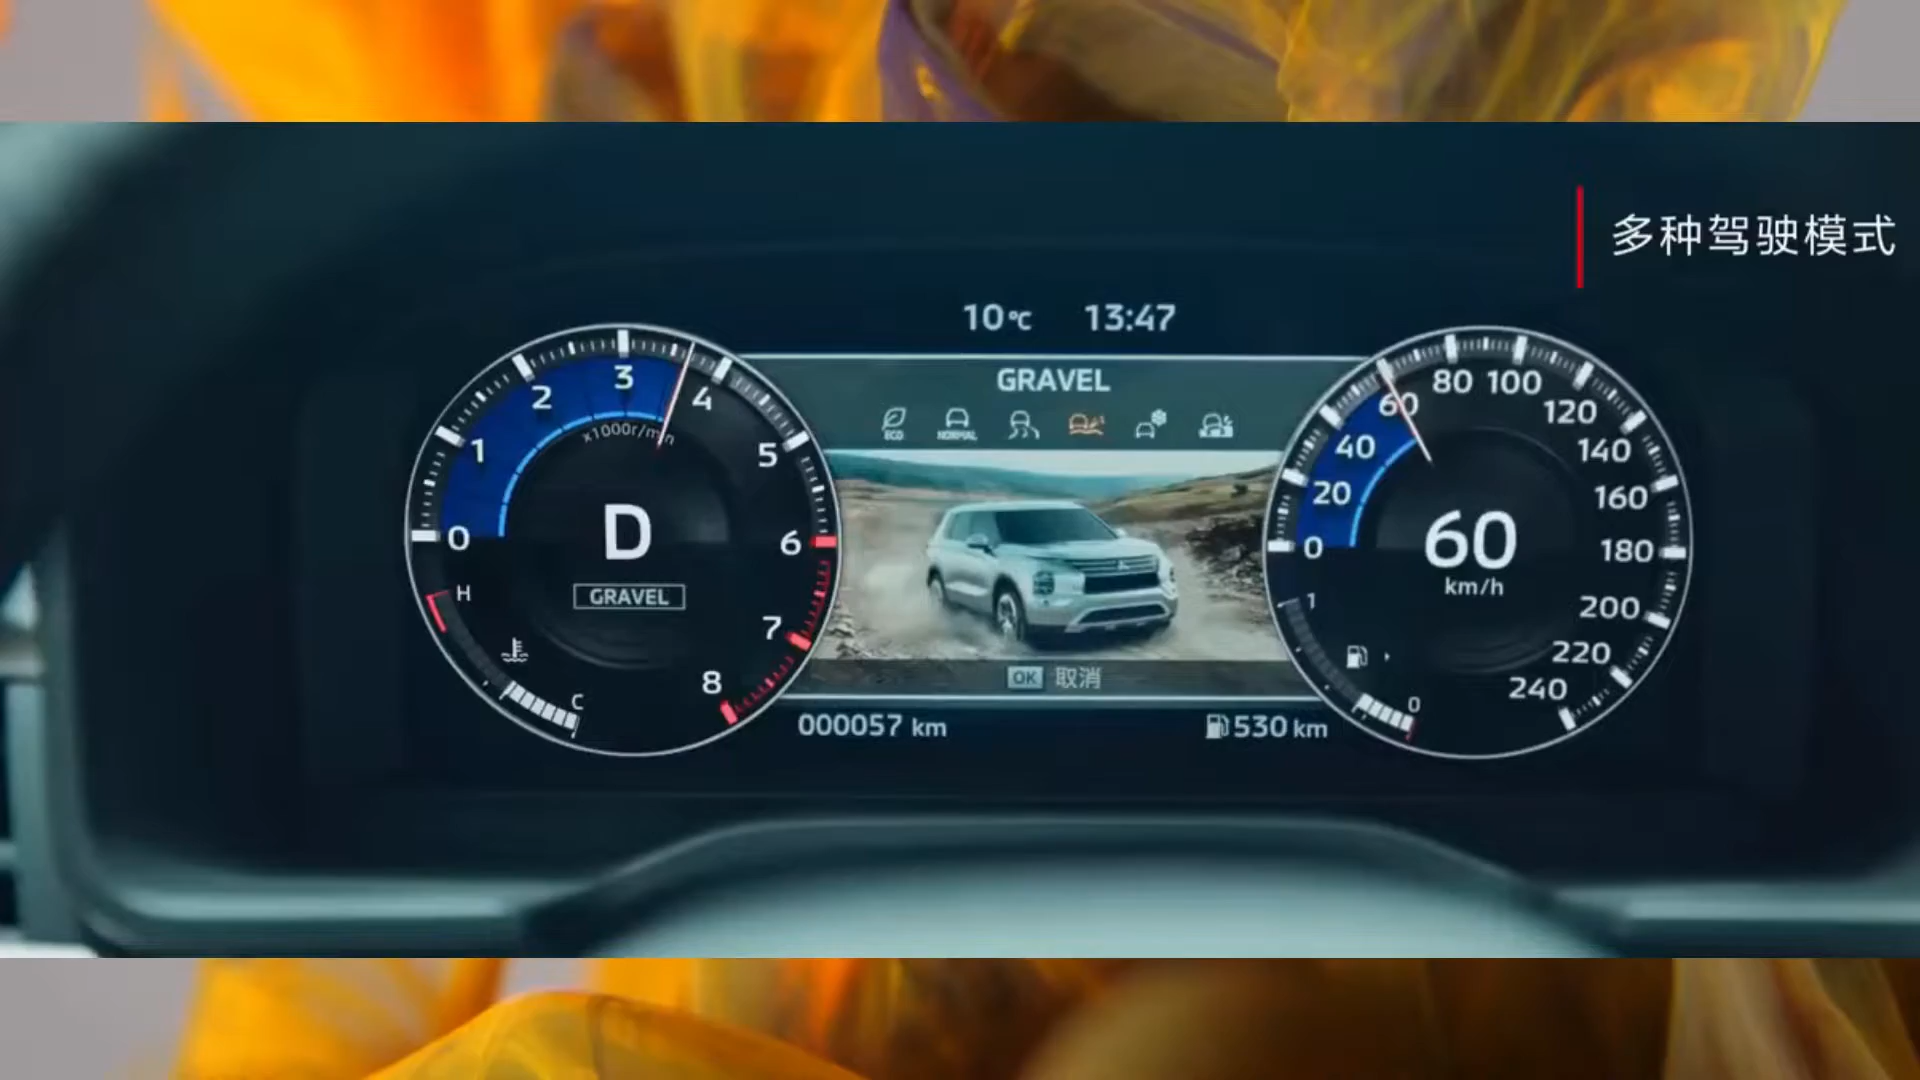 多种驾驶模式
10℃ 13:47
GRAVEL
ECO NORMAL
0 1 2 3 4 5 6 7 8
x1000r/min
D
GRAVEL
H
C
0 20 40 60 80 100 120 140 160 180 200 220 240
60
km/h
1
0
OK 取消
000057 km
530 km